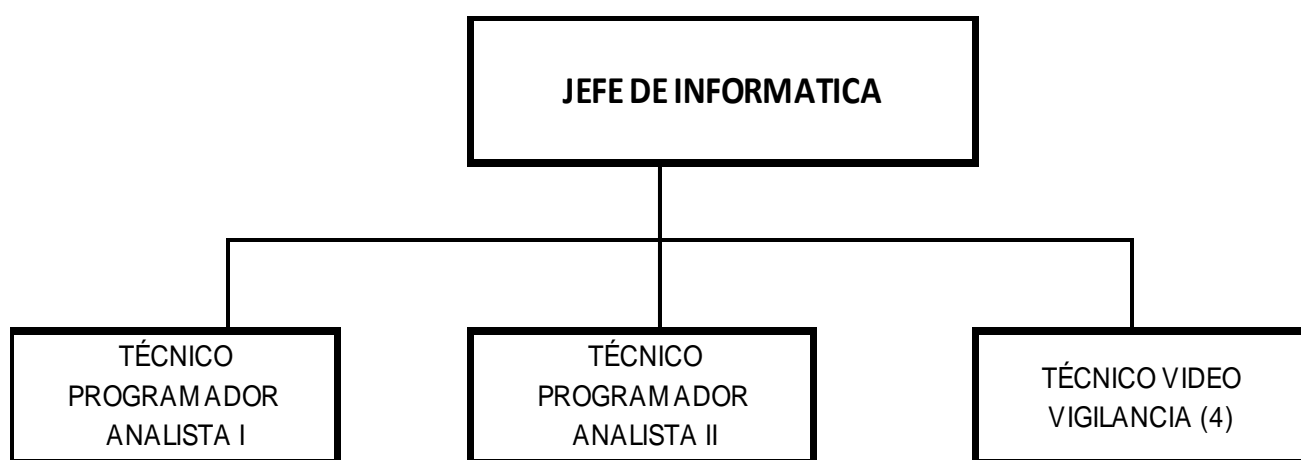 JEFE DE INFORMATICA
TÉCNICO
PROGRAMADOR
ANALISTA I
TÉCNICO
PROGRAMADOR
ANALISTA II
TÉCNICO VIDEO
VIGILANCIA (4)